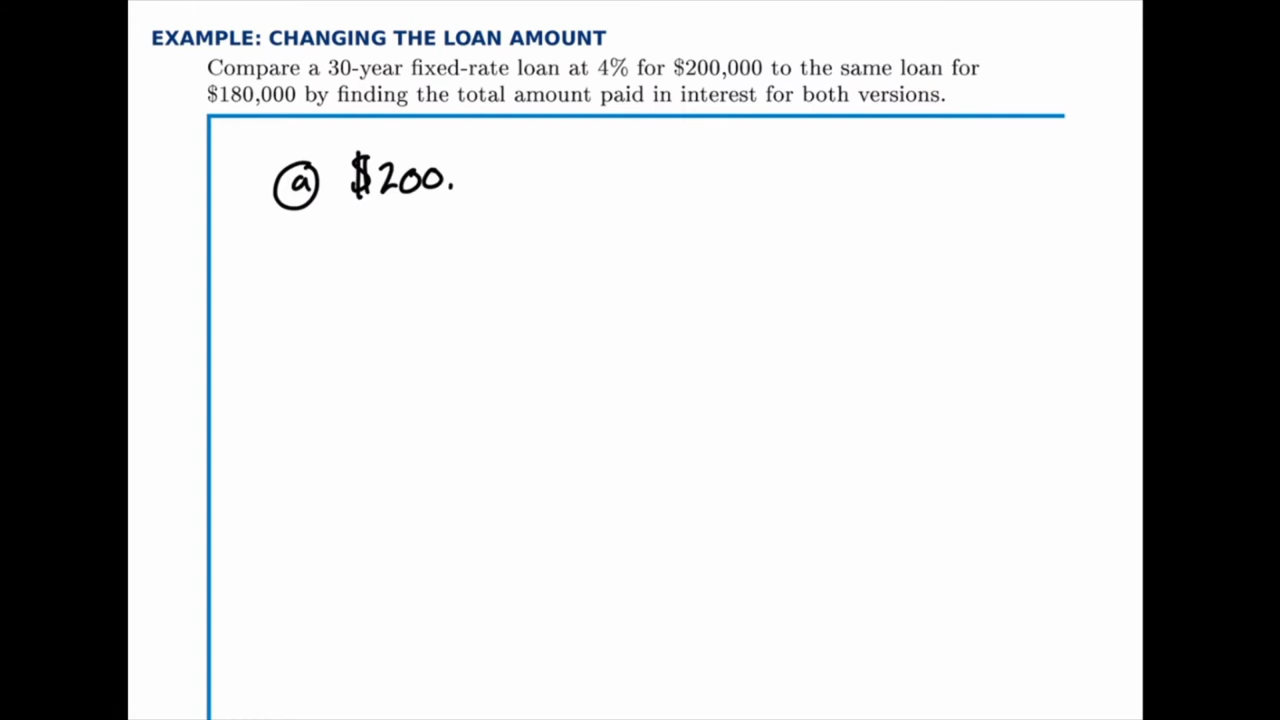 EXAMPLE: CHANGING THE LOAN AMOUNT
Compare a 30-year fixed-rate loan at 4% for $200,000 to the same loan for
$180,000 by finding the total amount paid in interest for both versions.
ⓐ $200.